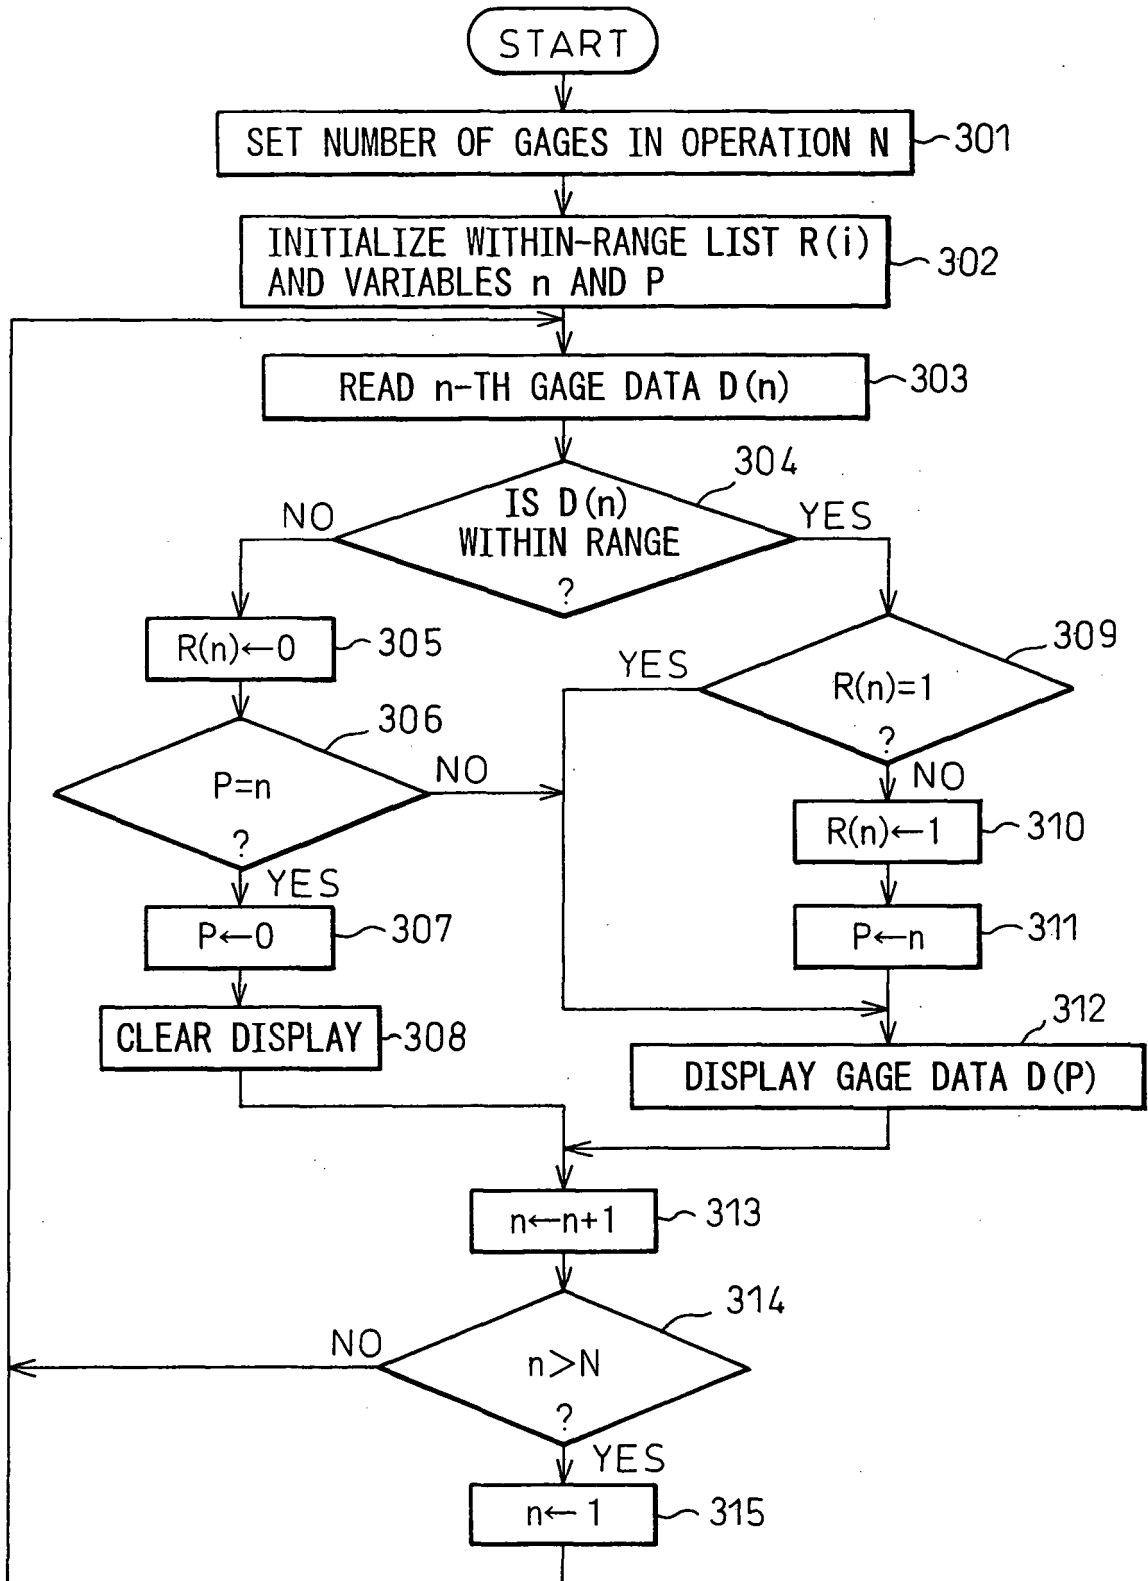 START
SET NUMBER OF GAGES IN OPERATION N
301
INITIALIZE WITHIN-RANGE LIST R(i)
AND VARIABLES n AND P
302
READ n-TH GAGE DATA D(n)
303
304
IS D(n)
WITHIN RANGE
?
NO
YES
R(n)←0
305
309
YES
R(n)=1
?
NO
306
P=n
?
NO
YES
R(n)←1
310
P←0
307
P←n
311
CLEAR DISPLAY
308
312
DISPLAY GAGE DATA D(P)
n←n+1
313
314
NO
n>N
?
YES
n←1
315